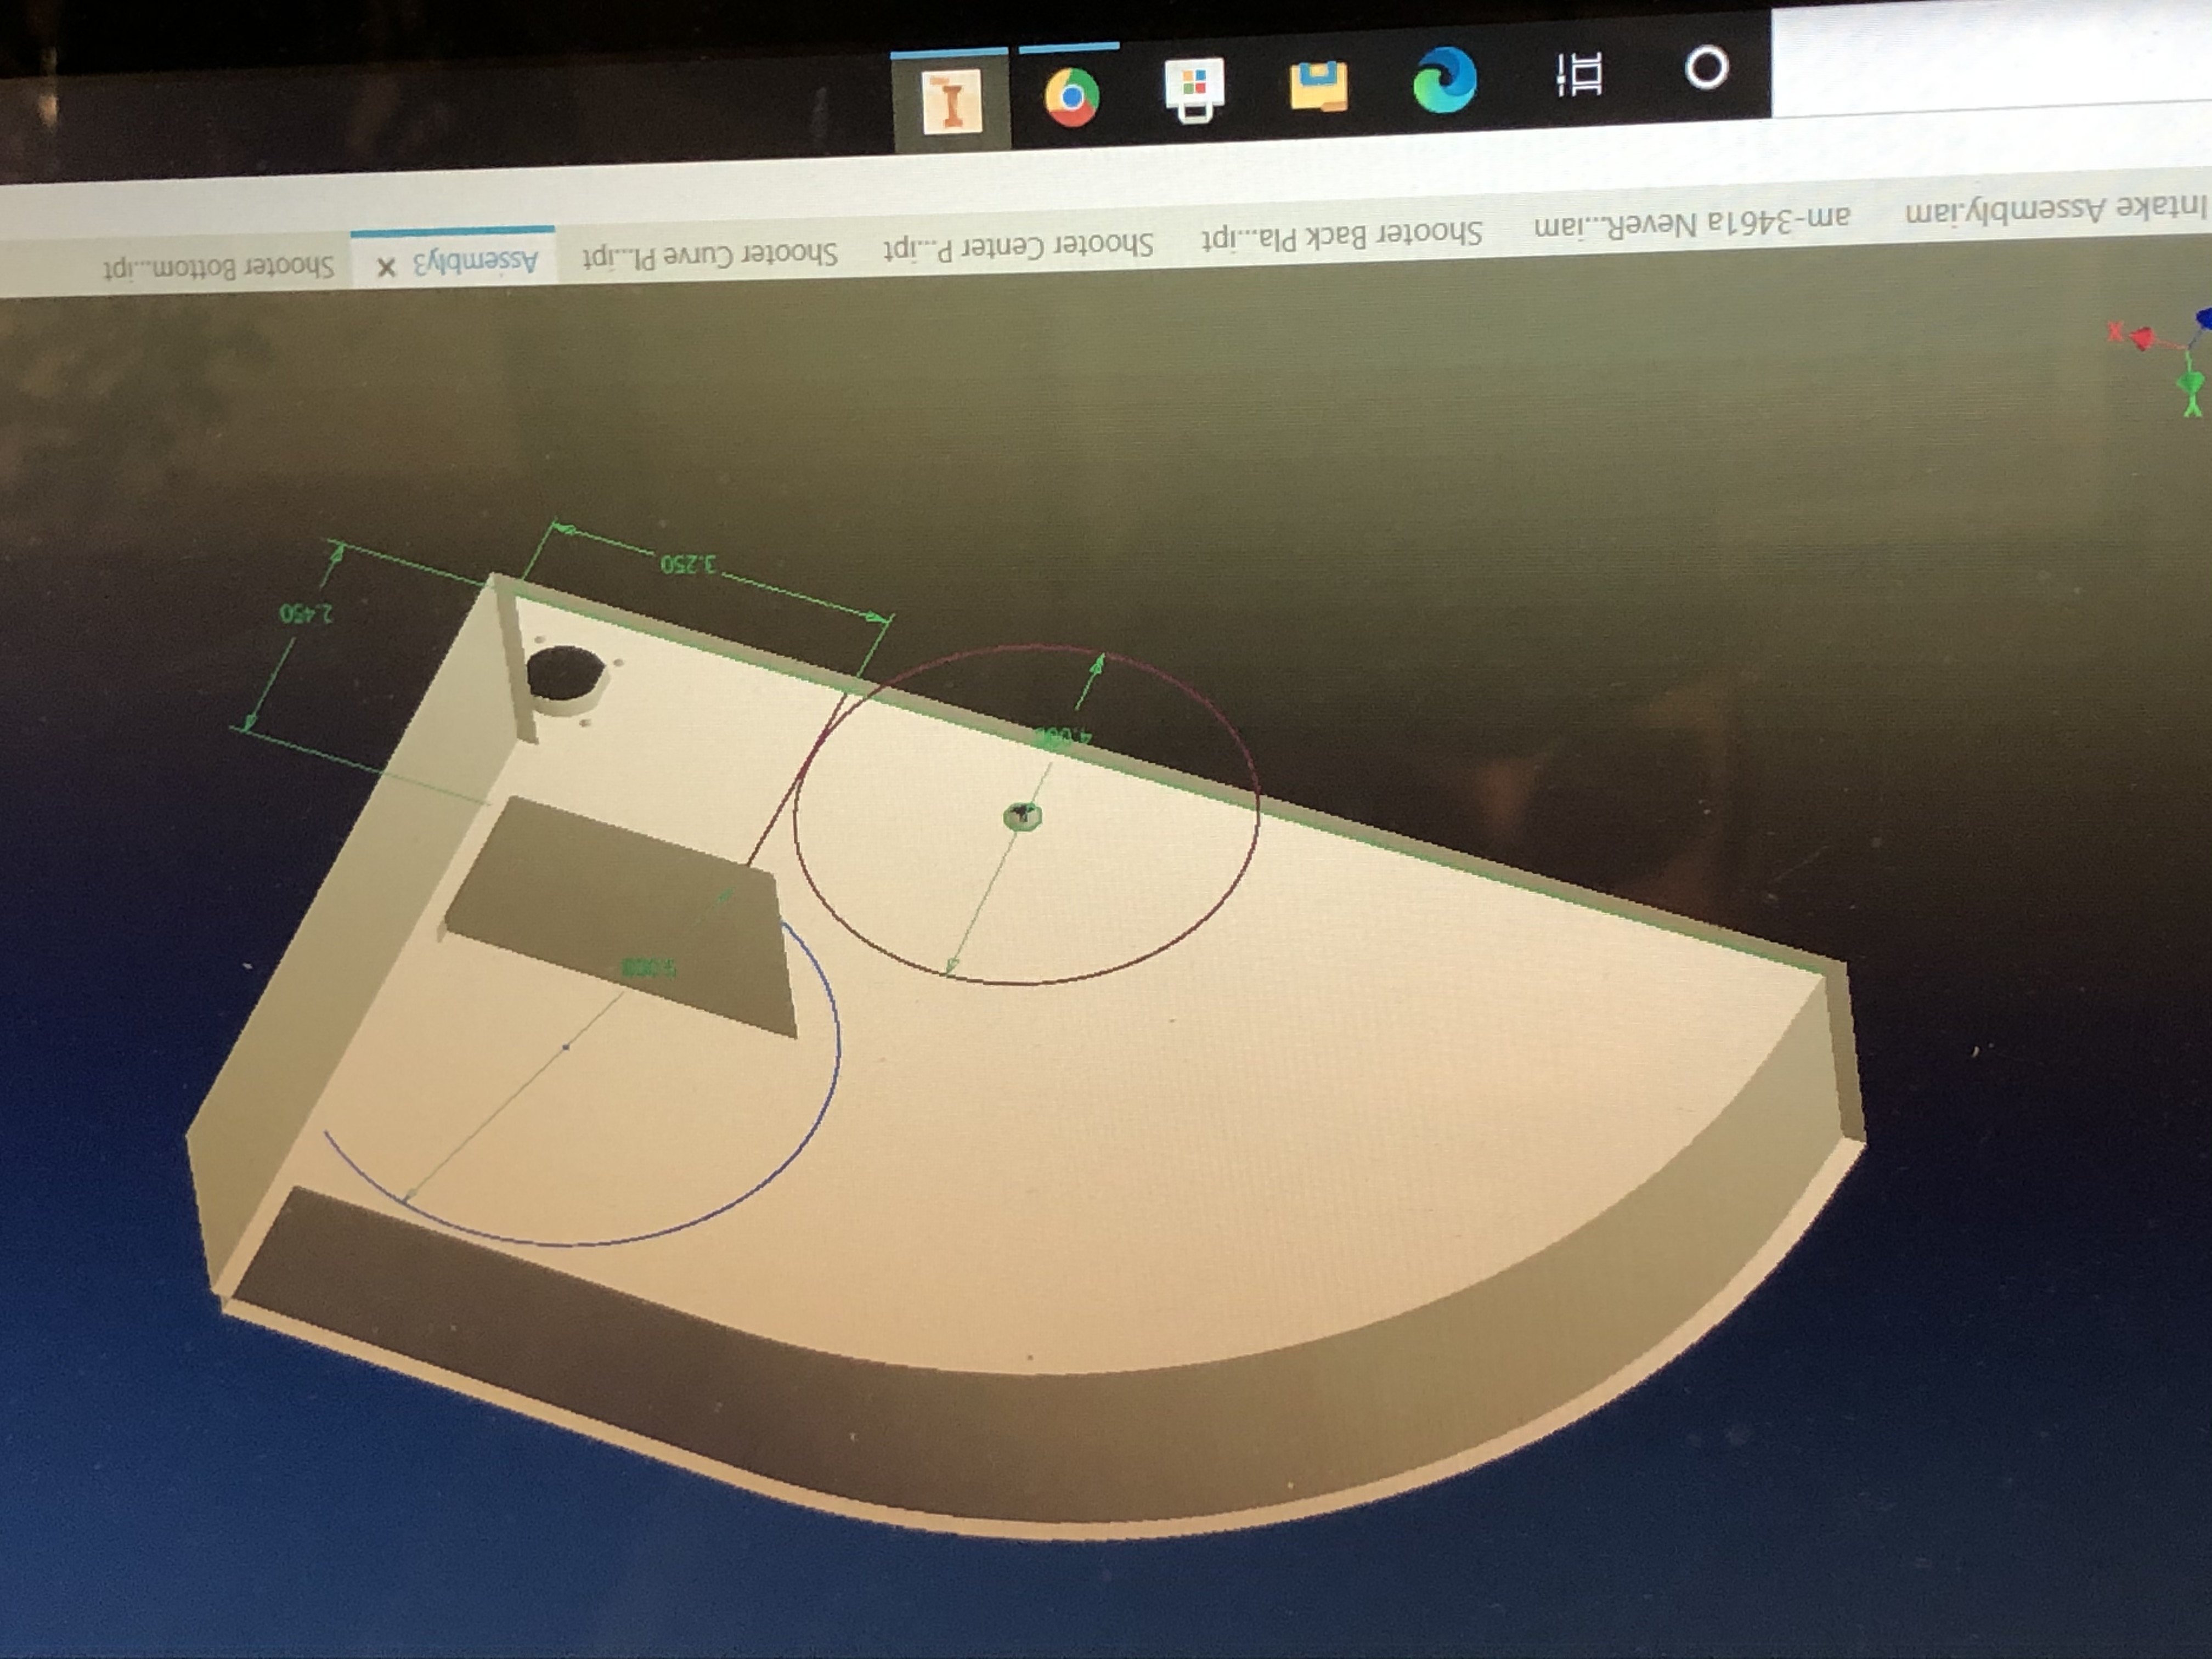 4.000
3.250
2.450
Y
X
Intake Assembly.iam
am-3461a NeveR...iam
Shooter Back Pla...ipt
Shooter Center P...ipt
Shooter Curve Pl...ipt
Assembly3 X
Shooter Bottom...ipt